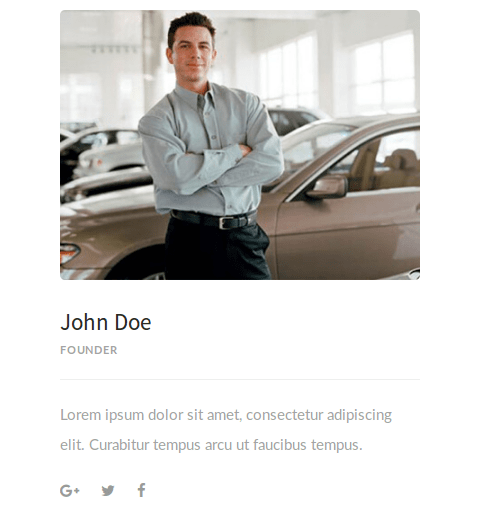 John Doe
FOUNDER
Lorem ipsum dolor sit amet, consectetur adipiscing
elit. Curabitur tempus arcu ut faucibus tempus.